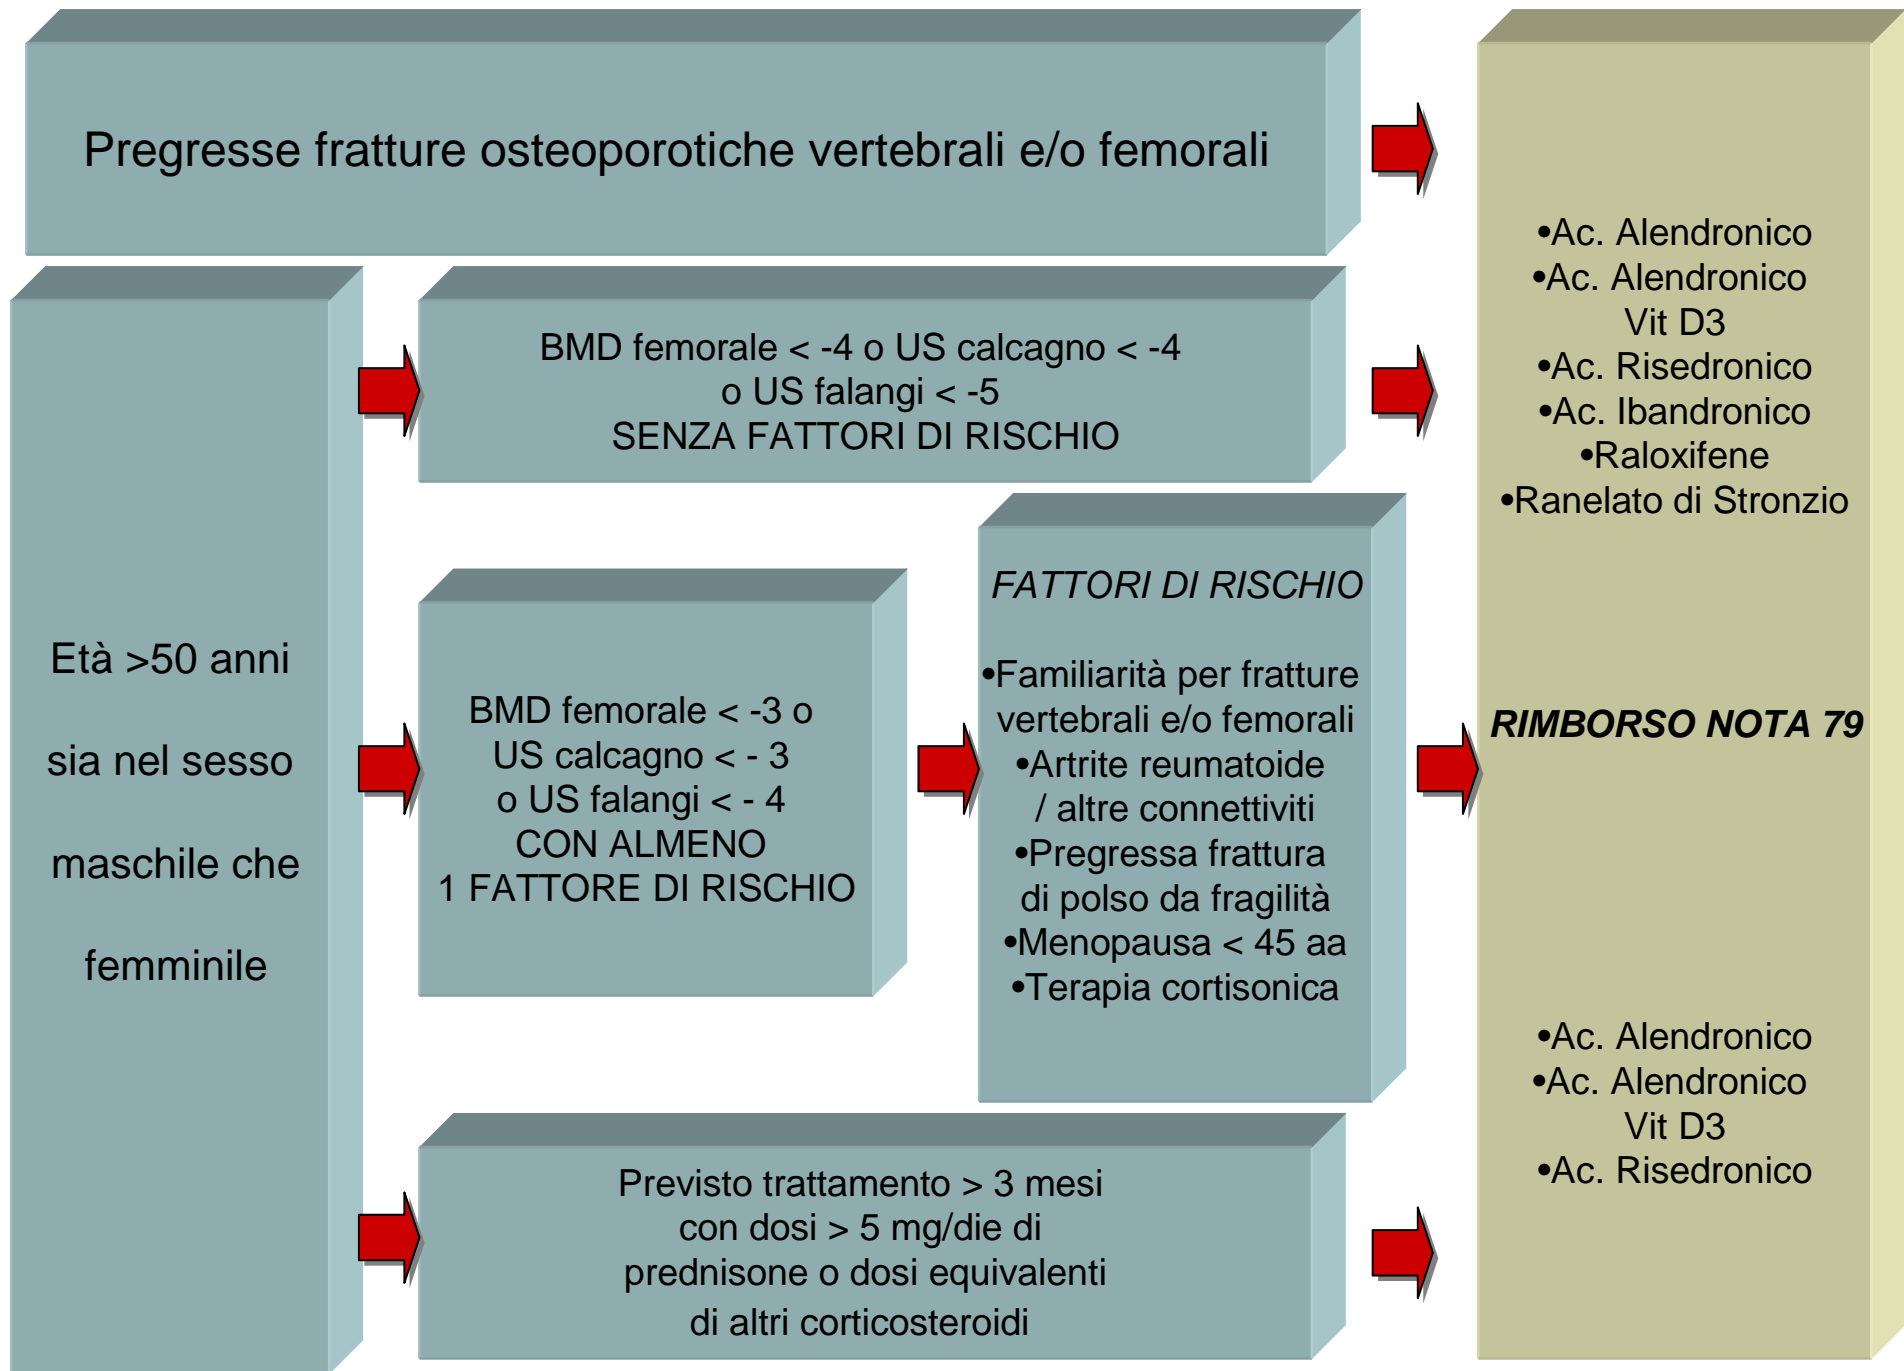 Pregresse fratture osteoporotiche vertebrali e/o femorali
Età >50 anni
sia nel sesso
maschile che
femminile
BMD femorale < -4 o US calcagno < -4
o US falangi < -5
SENZA FATTORI DI RISCHIO
BMD femorale < -3 o
US calcagno < - 3
o US falangi < - 4
CON ALMENO
1 FATTORE DI RISCHIO
FATTORI DI RISCHIO
•Familiarità per fratture
vertebrali e/o femorali
•Artrite reumatoide
/ altre connettiviti
•Pregressa frattura
di polso da fragilità
•Menopausa < 45 aa
•Terapia cortisonica
Previsto trattamento > 3 mesi
con dosi > 5 mg/die di
prednisone o dosi equivalenti
di altri corticosteroidi
•Ac. Alendronico
•Ac. Alendronico
Vit D3
•Ac. Risedronico
•Ac. Ibandronico
•Raloxifene
•Ranelato di Stronzio
RIMBORSO NOTA 79
•Ac. Alendronico
•Ac. Alendronico
Vit D3
•Ac. Risedronico